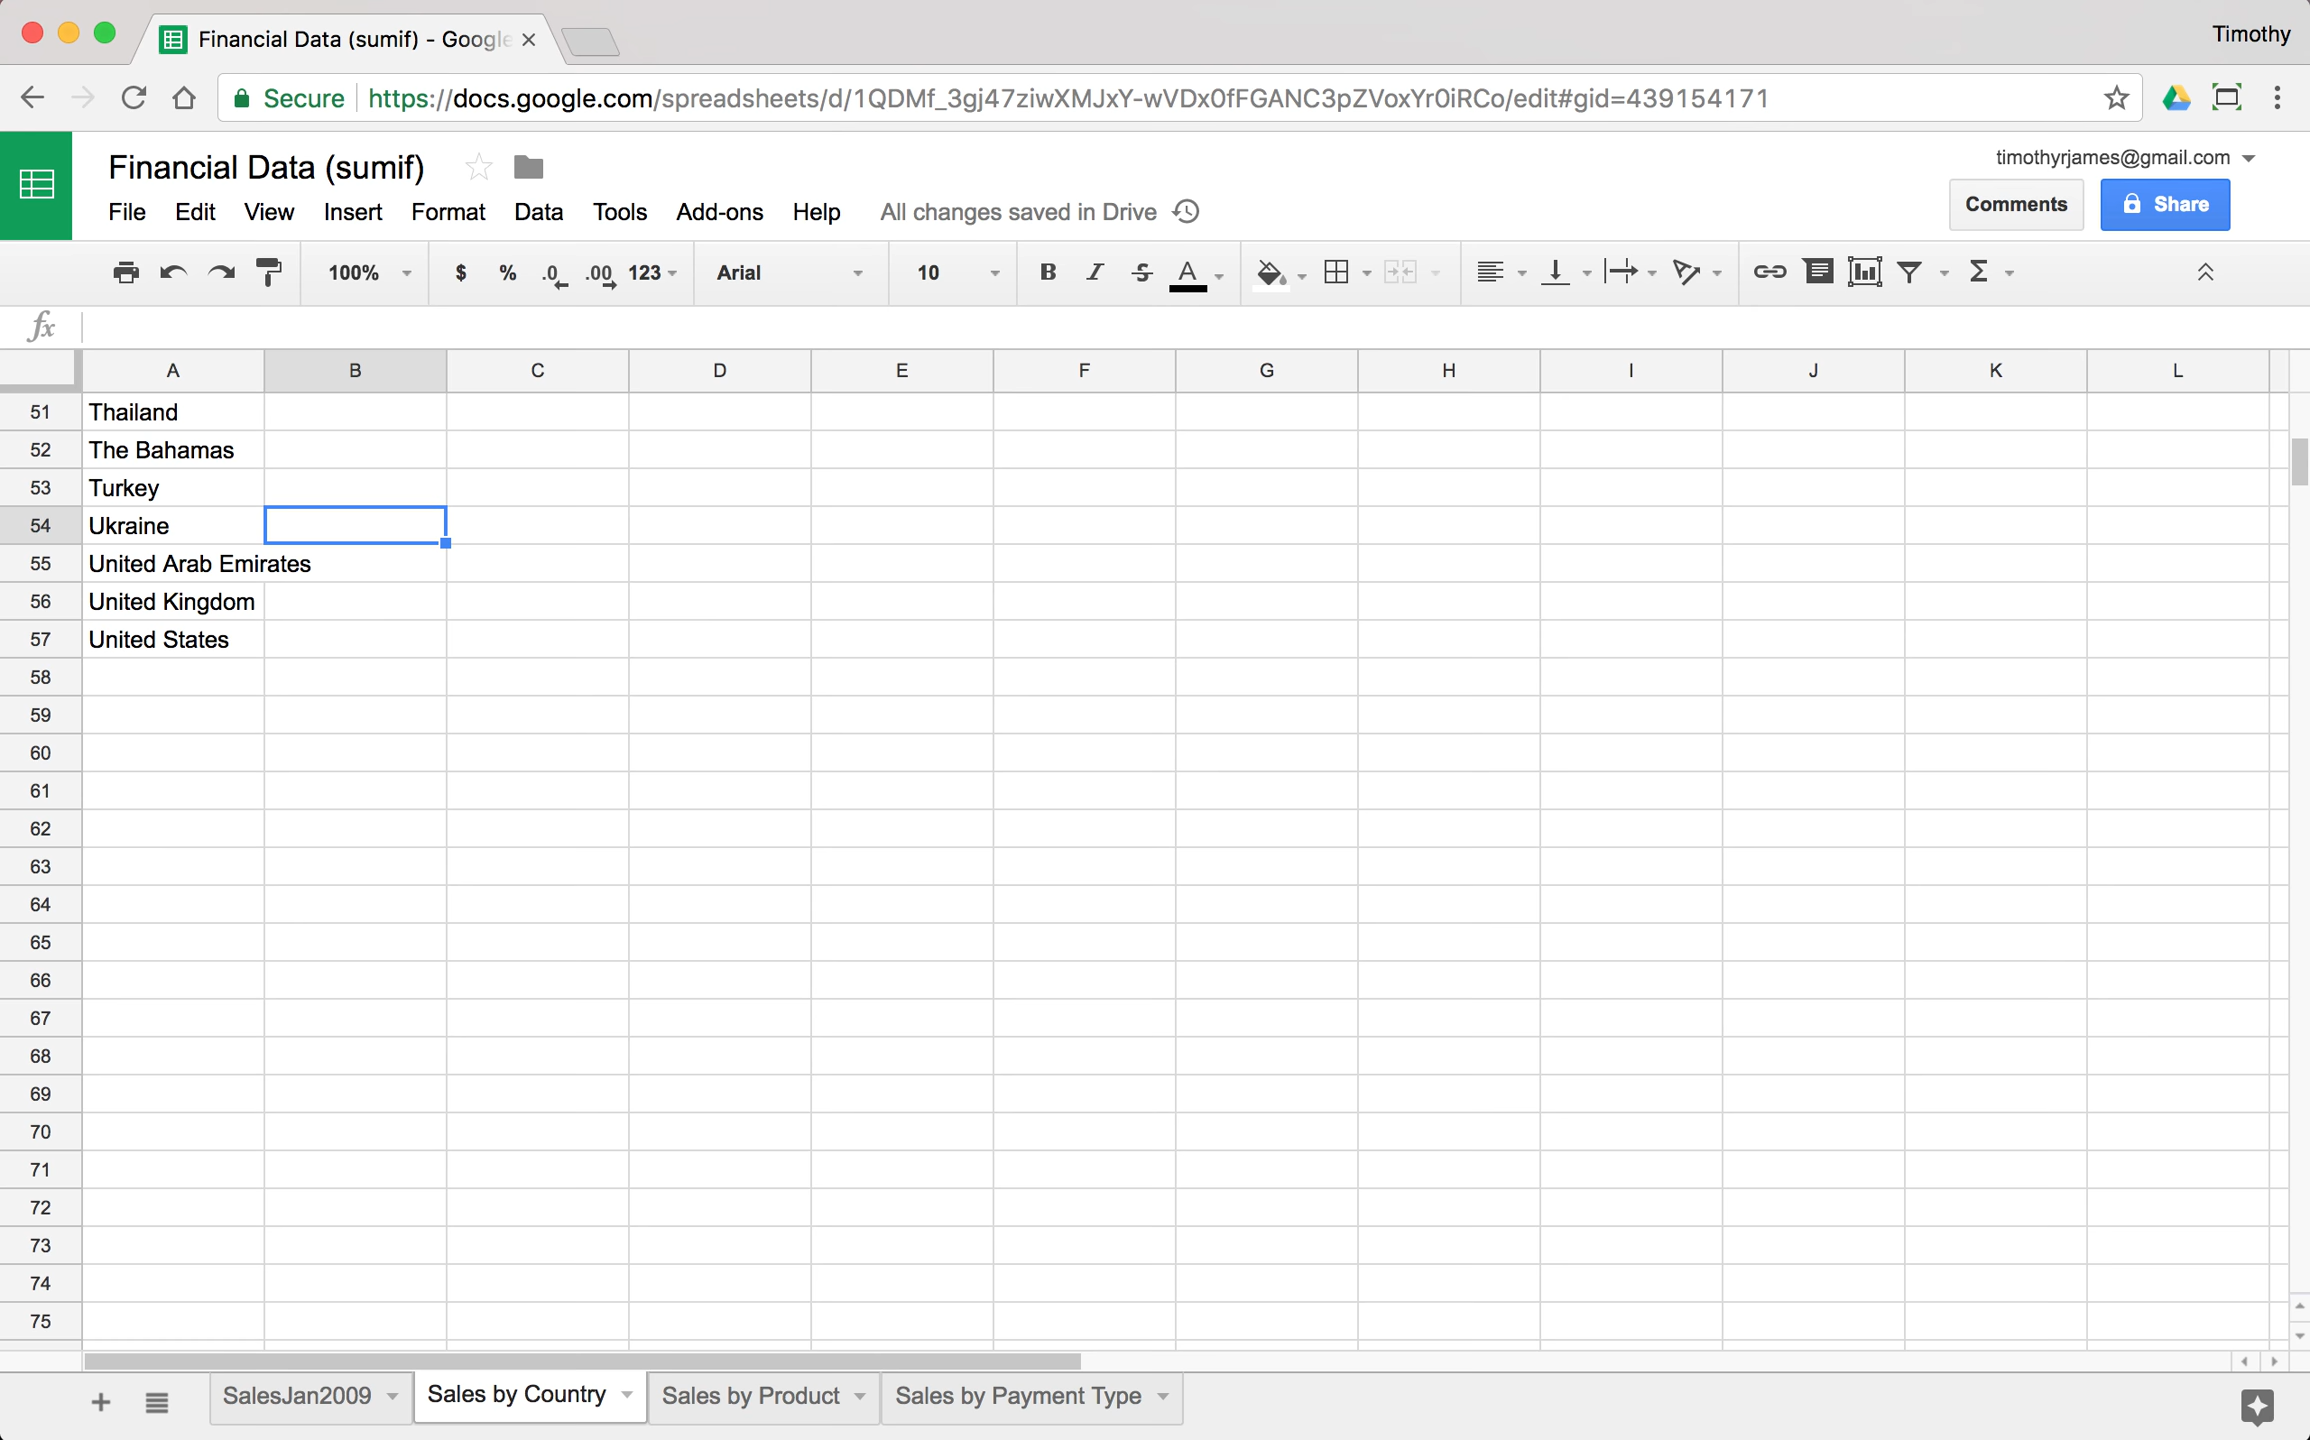 Financial Data (sumif) - Google
Timothy
Secure https://docs.google.com/spreadsheets/d/1QDMf_3gj47ziwXMJxY-wVDx0fFGANC3pZVoxYr0iRCo/edit#gid=439154171
Financial Data (sumif)
timothyrjames@gmail.com
File Edit View Insert Format Data Tools Add-ons Help All changes saved in Drive
Comments Share
100% $ % .0 .00 123 Arial 10 B I S A Σ
fx
A B C D E F G H I J K L
51 Thailand
52 The Bahamas
53 Turkey
54 Ukraine
55 United Arab Emirates
56 United Kingdom
57 United States
58
59
60
61
62
63
64
65
66
67
68
69
70
71
72
73
74
75
SalesJan2009 Sales by Country Sales by Product Sales by Payment Type